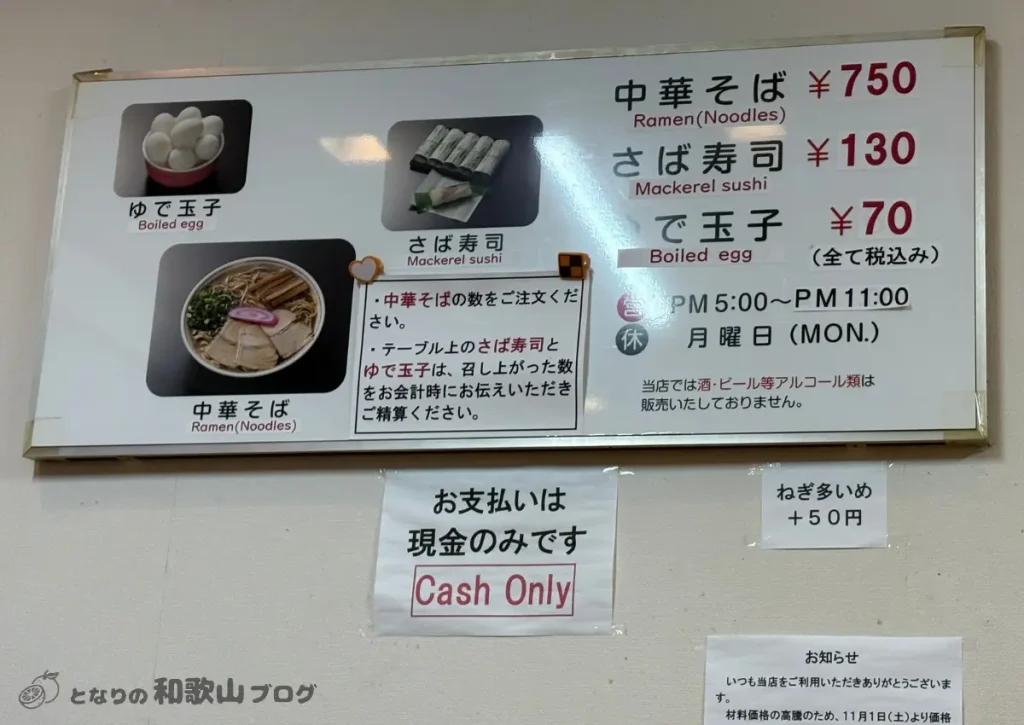 ゆで玉子
Boiled egg
さば寿司
Mackerel sushi
中華そば
Ramen(Noodles)
・中華そばの数をご注文くだ
さい。
・テーブル上のさば寿司と
ゆで玉子は、召し上がった数
をお会計時にお伝えいただき
ご精算ください。
中華そば ¥750
Ramen(Noodles)
さば寿司 ¥130
Mackerel sushi
ゆで玉子 ¥70
Boiled egg (全て税込み)
営 PM 5:00～PM 11:00
休 月曜日 (MON.)
当店では酒・ビール等アルコール類は
販売いたしておりません。
お支払いは
現金のみです
Cash Only
ねぎ多いめ
＋５０円
お知らせ
いつも当店をご利用いただきありがとうございま
す。
材料価格の高騰のため、11月1日(土)より価格
となりの和歌山ブログ